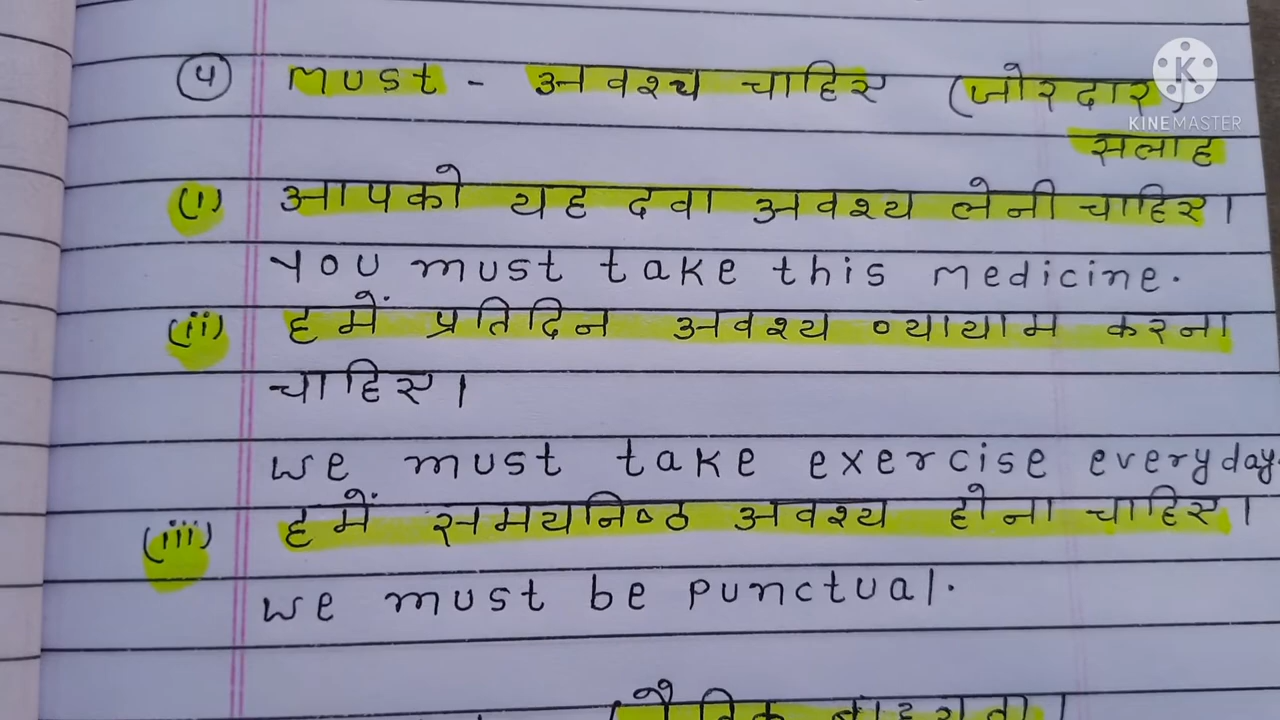 ५ must - अवश्य चाहिए (जोरदार
सलाह
(i) आपको यह दवा अवश्य लेनी चाहिए।
You must take this medicine.
(ii) हमें प्रतिदिन अवश्य व्यायाम करना
चाहिए।
we must take exercise everyday.
(iii) हमें समयनिष्ठ अवश्य होना चाहिए।
we must be punctual.
K
KINEMASTER